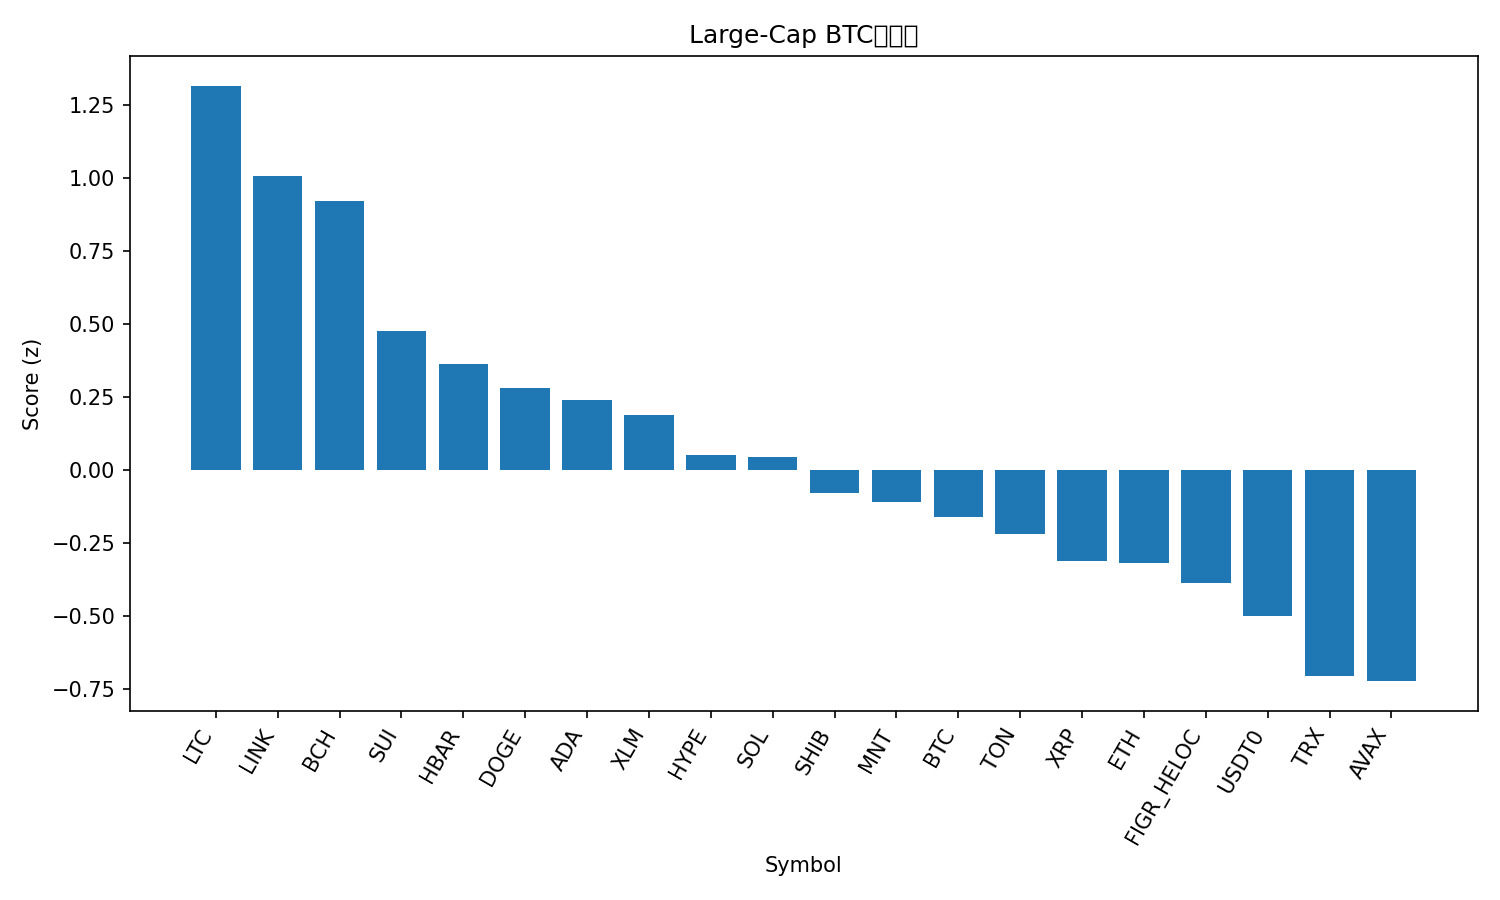 Large-Cap BTC
Score (z)
1.25
1.00
0.75
0.50
0.25
0.00
−0.25
−0.50
−0.75
LTC
LINK
BCH
SUI
HBAR
DOGE
ADA
XLM
HYPE
SOL
SHIB
MNT
BTC
TON
XRP
ETH
FIGR_HELOC
USDT0
TRX
AVAX
Symbol